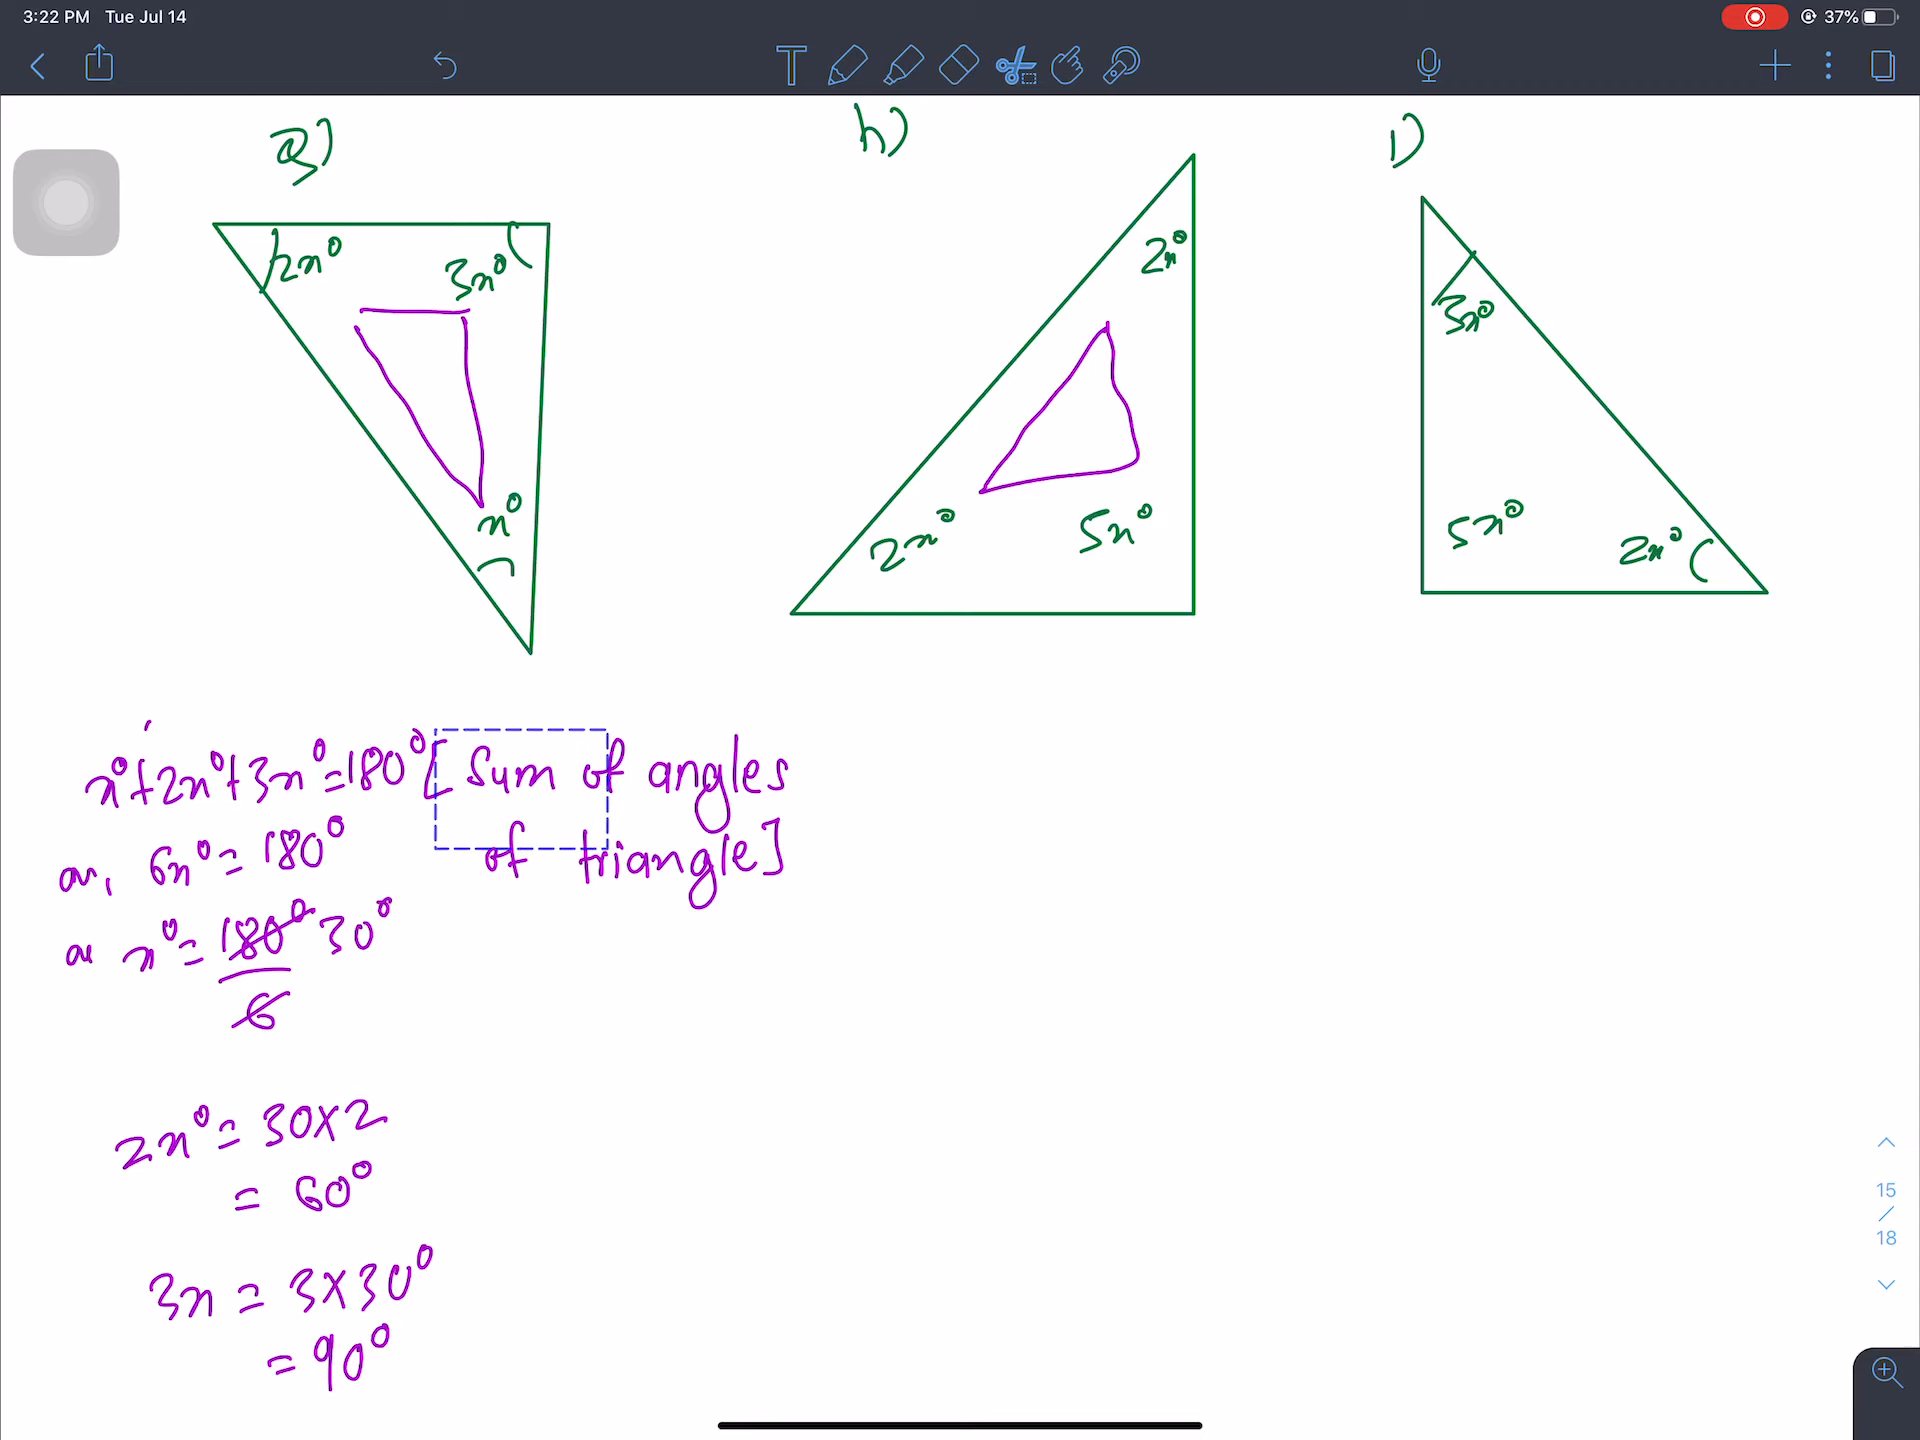 3:22 PM Tue Jul 14
37%
g)
h)
i)
2x°
3x°
x°
2x°
2x°
5x°
3x°
5x°
2x°
x°+2x°+3x°=180° [Sum of angles
of triangle]
or, 6x°=180°
or x°=180°/6 30°
2x°=30×2
=60°
3x=3×30°
=90°
15
/
18